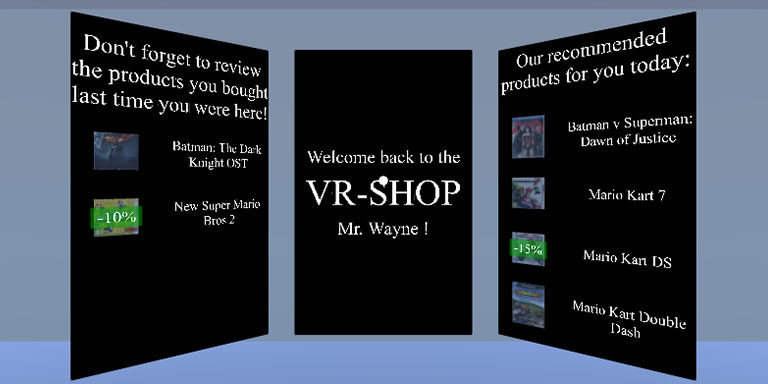 Don't forget to review
the products you bought
last time you were here!
Batman: The Dark
Knight OST
-10%
New Super Mario
Bros 2
Welcome back to the
VR-SHOP
Mr. Wayne !
Our recommended
products for you today:
Batman v Superman:
Dawn of Justice
Mario Kart 7
-15%
Mario Kart DS
Mario Kart Double
Dash